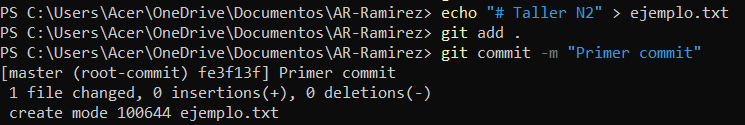 PS C:\Users\Acer\OneDrive\Documentos\AR-Ramirez> echo "# Taller N2" > ejemplo.txt
PS C:\Users\Acer\OneDrive\Documentos\AR-Ramirez> git add .
PS C:\Users\Acer\OneDrive\Documentos\AR-Ramirez> git commit -m "Primer commit"
[master (root-commit) fe3f13f] Primer commit
 1 file changed, 0 insertions(+), 0 deletions(-)
 create mode 100644 ejemplo.txt